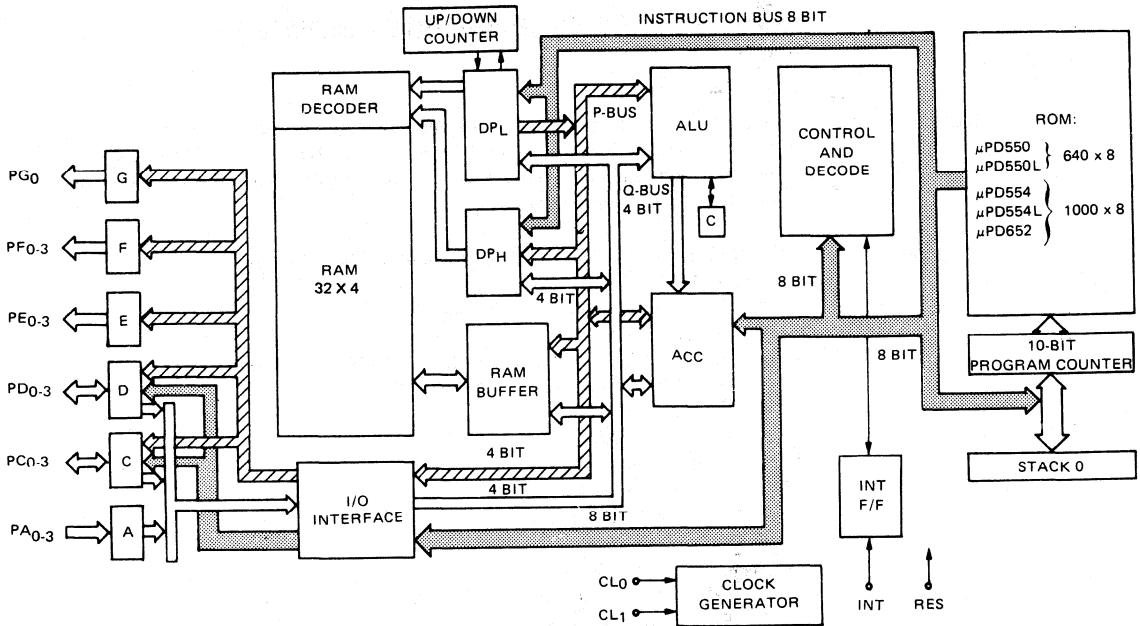 UP/DOWN
COUNTER
INSTRUCTION BUS 8 BIT
RAM
DECODER
DPL
P-BUS
ALU
CONTROL
AND
DECODE
ROM:
μPD550
μPD550L
640 x 8
μPD554
μPD554L
μPD652
1000 x 8
Q-BUS
4 BIT
C
PG0
G
PF0-3
F
PE0-3
E
PD0-3
D
PC0-3
C
PA0-3
A
RAM
32 X 4
DPH
4 BIT
RAM
BUFFER
ACC
8 BIT
8 BIT
10-BIT
PROGRAM COUNTER
STACK 0
4 BIT
4 BIT
8 BIT
I/O
INTERFACE
INT
F/F
CL0
CL1
CLOCK
GENERATOR
INT
RES